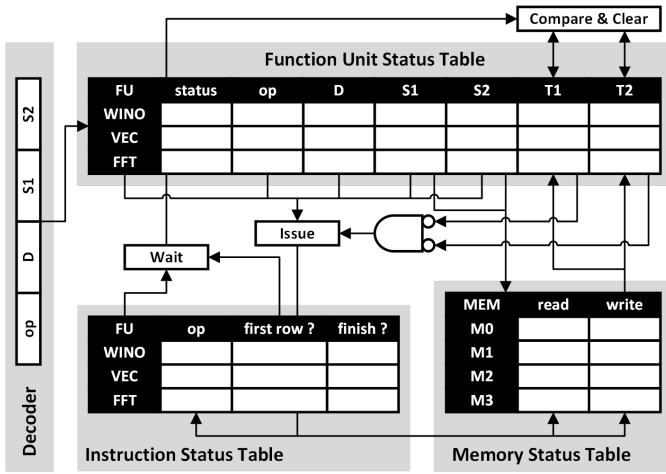 Compare & Clear
Function Unit Status Table
FU status op D S1 S2 T1 T2
WINO
VEC
FFT
S2
S1
D
op
Decoder
Issue
Wait
FU op first row ? finish ?
WINO
VEC
FFT
Instruction Status Table
MEM read write
M0
M1
M2
M3
Memory Status Table